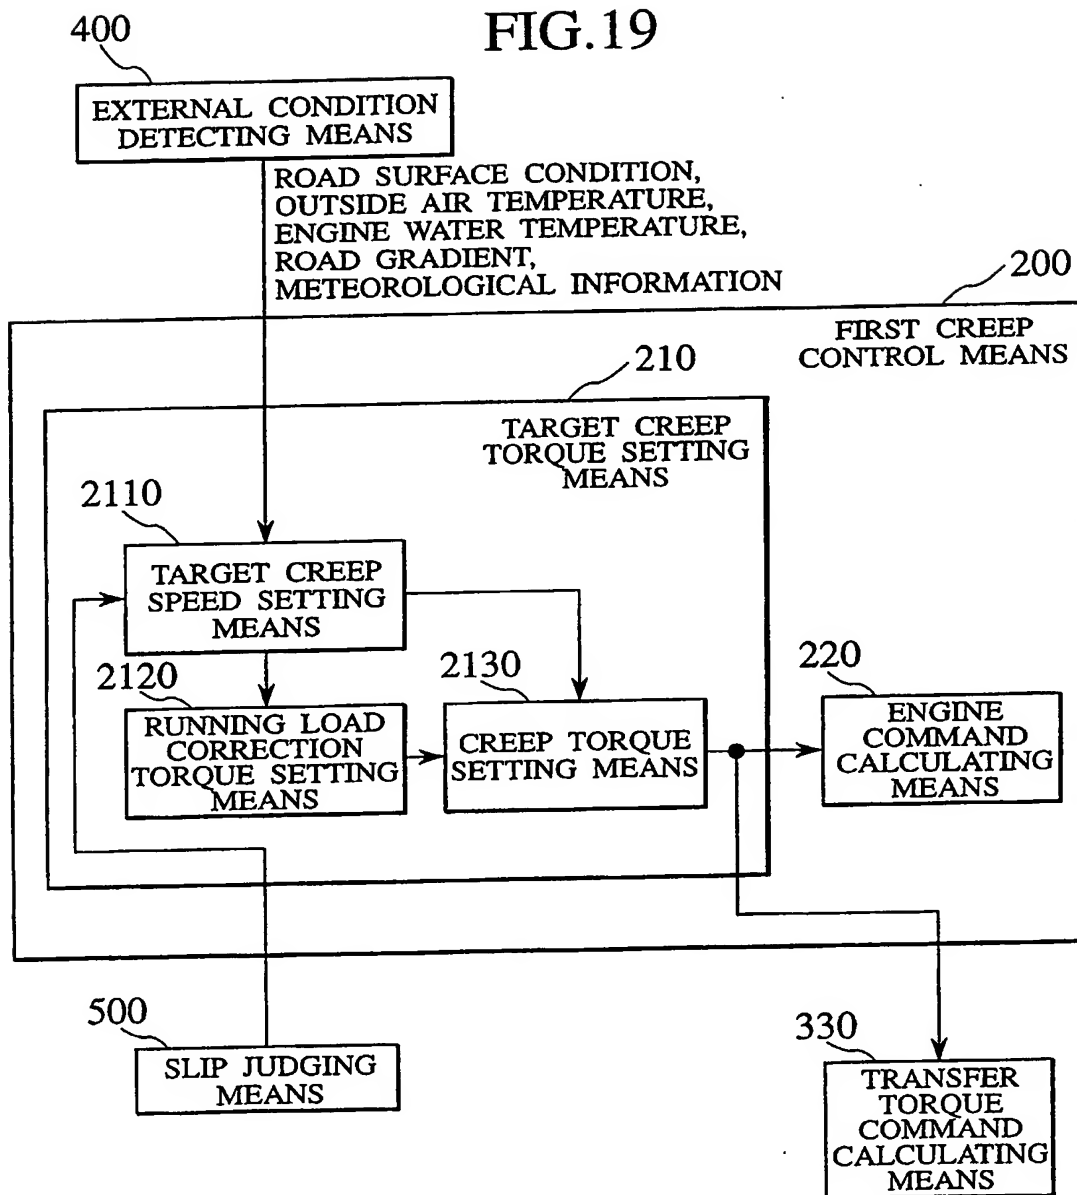 FIG.19
400
EXTERNAL CONDITION
DETECTING MEANS
ROAD SURFACE CONDITION,
OUTSIDE AIR TEMPERATURE,
ENGINE WATER TEMPERATURE,
ROAD GRADIENT,
METEOROLOGICAL INFORMATION
200
FIRST CREEP
CONTROL MEANS
210
TARGET CREEP
TORQUE SETTING
MEANS
2110
TARGET CREEP
SPEED SETTING
MEANS
2120
RUNNING LOAD
CORRECTION
TORQUE SETTING
MEANS
2130
CREEP TORQUE
SETTING MEANS
220
ENGINE
COMMAND
CALCULATING
MEANS
500
SLIP JUDGING
MEANS
330
TRANSFER
TORQUE
COMMAND
CALCULATING
MEANS